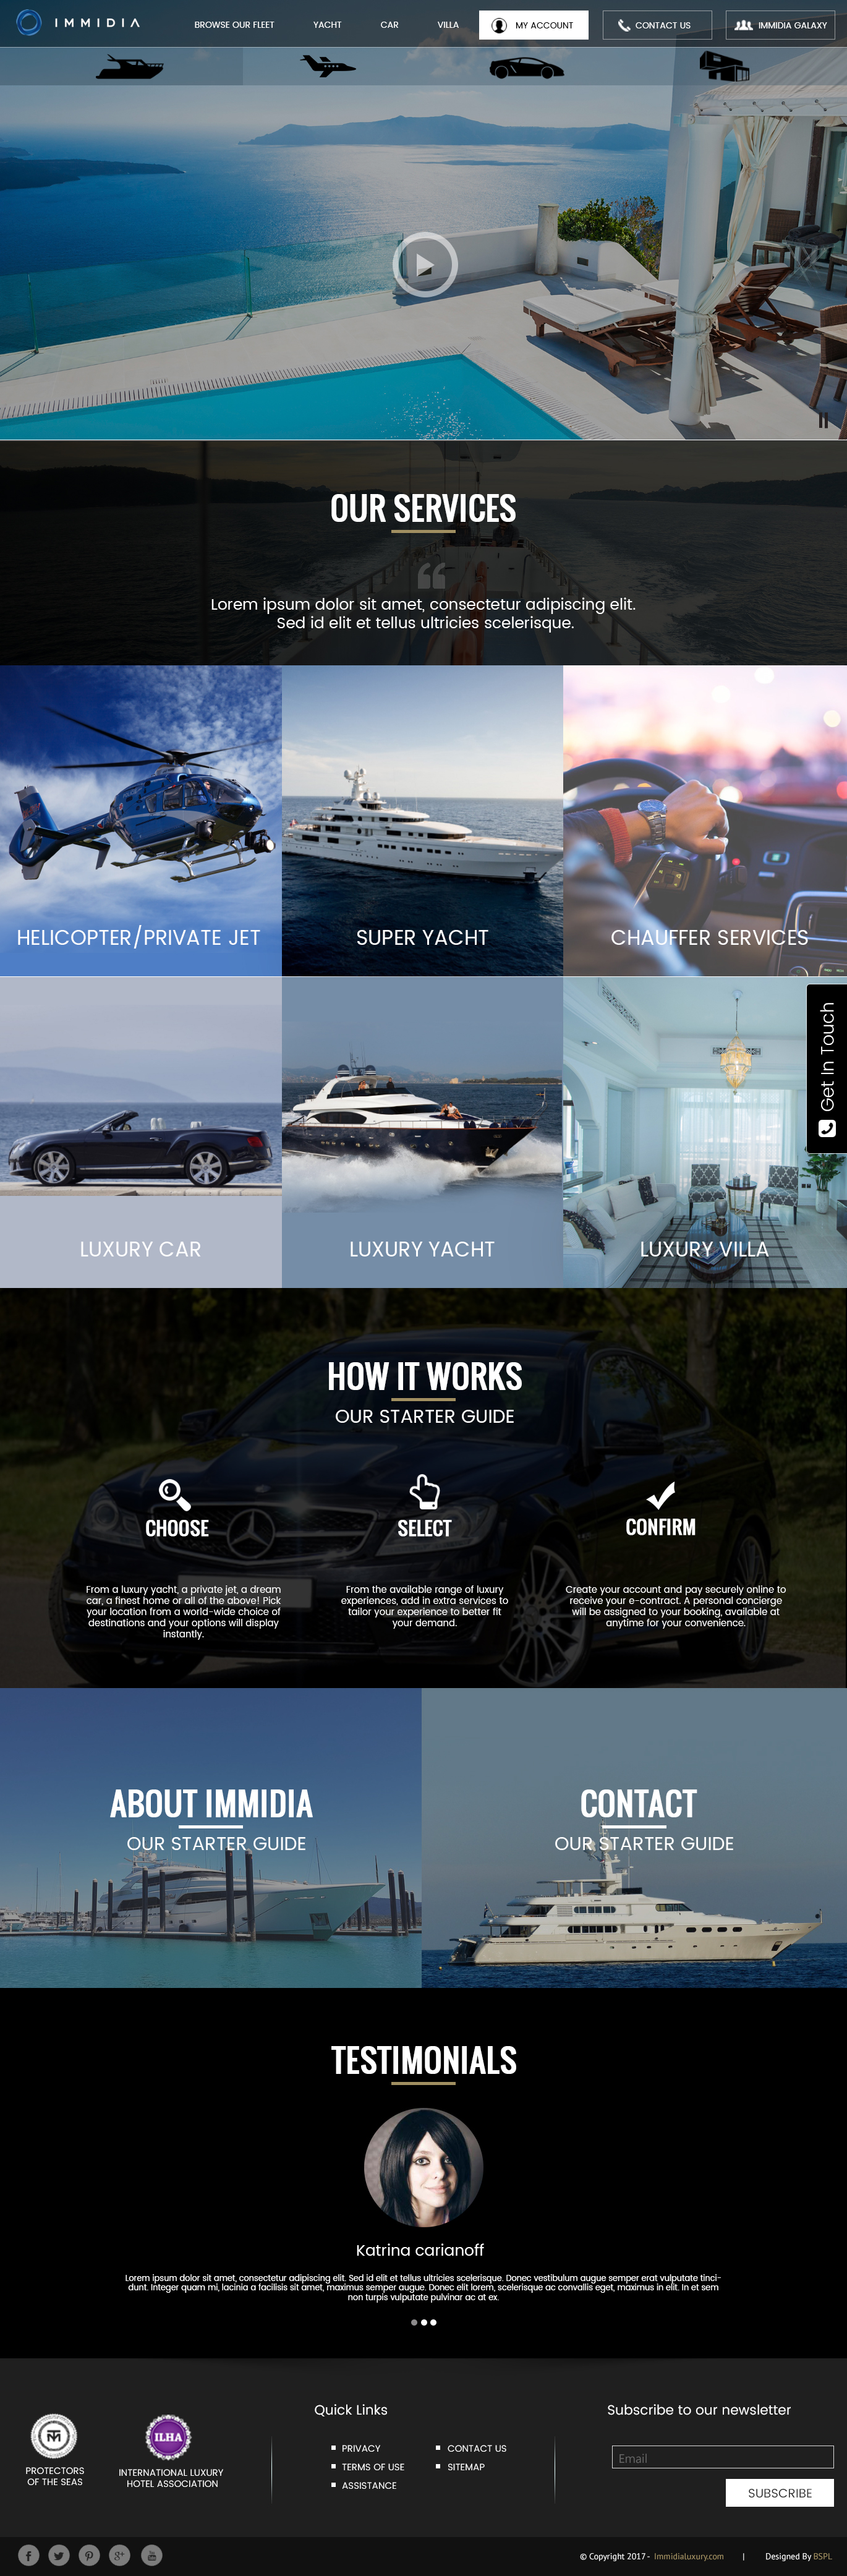 IMMIDIA
BROWSE OUR FLEET
YACHT
CAR
VILLA
MY ACCOUNT
CONTACT US
IMMIDIA GALAXY
OUR SERVICES
“
Lorem ipsum dolor sit amet, consectetur adipiscing elit.
Sed id elit et tellus ultricies scelerisque.
HELICOPTER/PRIVATE JET
SUPER YACHT
CHAUFFER SERVICES
Get In Touch
LUXURY CAR
LUXURY YACHT
LUXURY VILLA
HOW IT WORKS
OUR STARTER GUIDE
CHOOSE
SELECT
CONFIRM
From a luxury yacht, a private jet, a dream
car, a finest home or all of the above! Pick
your location from a world-wide choice of
destinations and your options will display
instantly.
From the available range of luxury
experiences, add in extra services to
tailor your experience to better fit
your demand.
Create your account and pay securely online to
receive your e-contract. A personal concierge
will be assigned to your booking, available at
anytime for your convenience.
ABOUT IMMIDIA
OUR STARTER GUIDE
CONTACT
OUR STARTER GUIDE
TESTIMONIALS
Katrina carianoff
Lorem ipsum dolor sit amet, consectetur adipiscing elit. Sed id elit et tellus ultricies scelerisque. Donec vestibulum augue semper erat vulputate tinci-
dunt. Integer quam mi, lacinia a facilisis sit amet, maximus semper augue. Donec elit lorem, scelerisque ac convallis eget, maximus in elit. In et sem
non turpis vulputate pulvinar ac at ex.
PROTECTORS
OF THE SEAS
ILHA
INTERNATIONAL LUXURY
HOTEL ASSOCIATION
Quick Links
PRIVACY
TERMS OF USE
ASSISTANCE
CONTACT US
SITEMAP
Subscribe to our newsletter
Email
SUBSCRIBE
© Copyright 2017 - Immidialuxury.com | Designed By BSPL